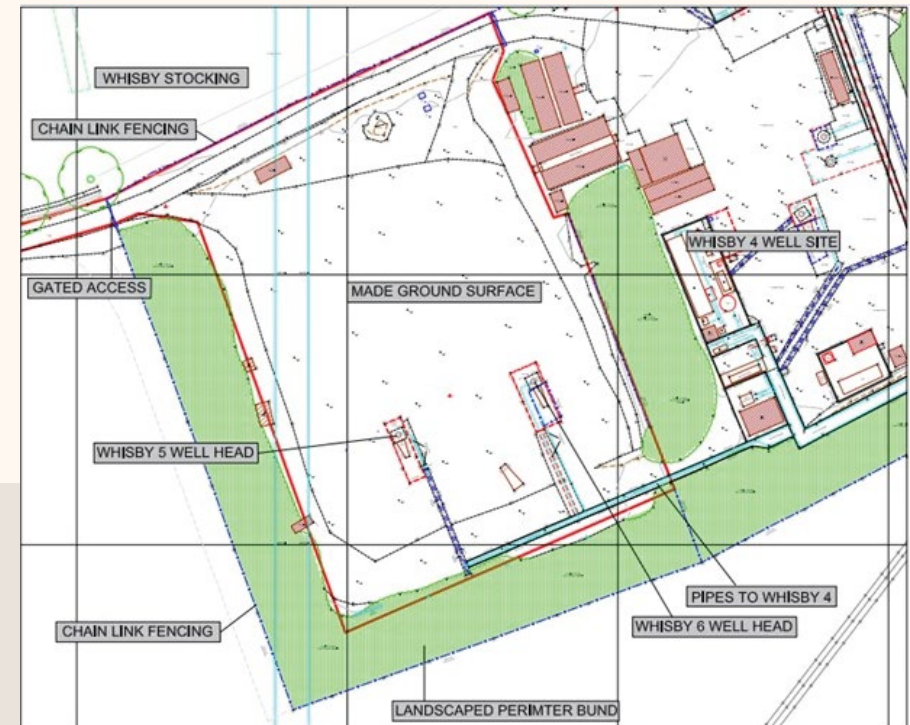 WHISBY STOCKING
CHAIN LINK FENCING
WHISBY 4 WELL SITE
GATED ACCESS
MADE GROUND SURFACE
WHISBY 5 WELL HEAD
PIPES TO WHISBY 4
CHAIN LINK FENCING
WHISBY 6 WELL HEAD
LANDSCAPED PERIMTER BUND